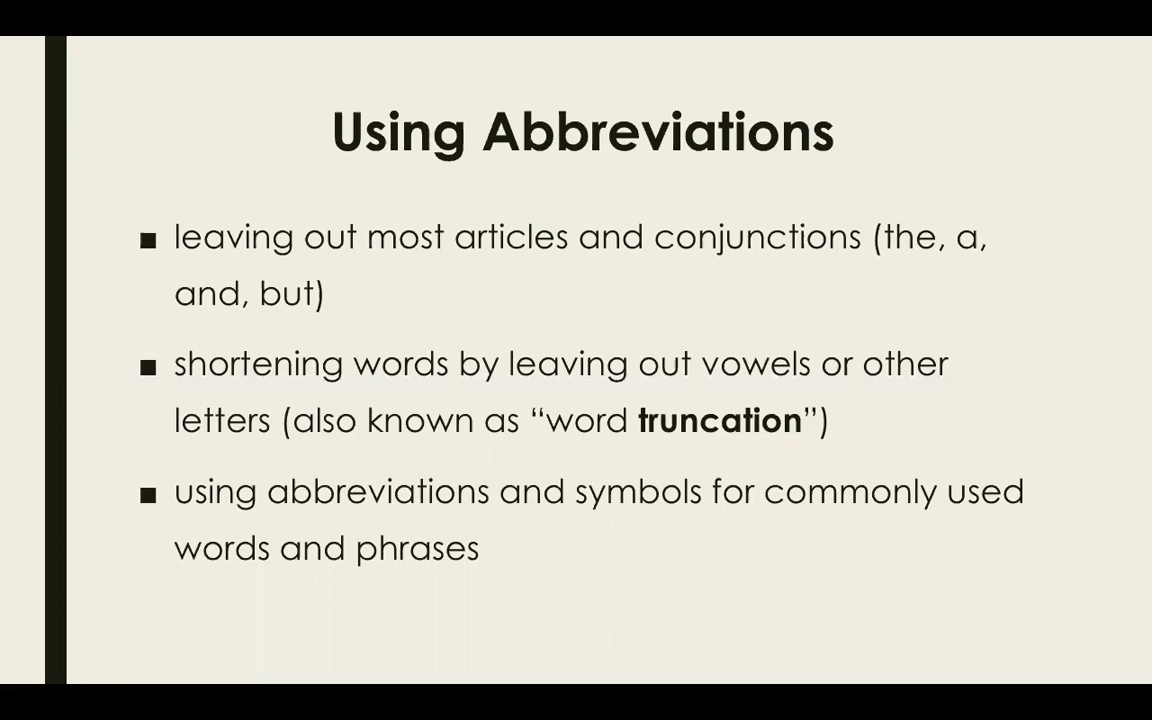 Using Abbreviations
■ leaving out most articles and conjunctions (the, a,
and, but)
■ shortening words by leaving out vowels or other
letters (also known as “word truncation”)
■ using abbreviations and symbols for commonly used
words and phrases